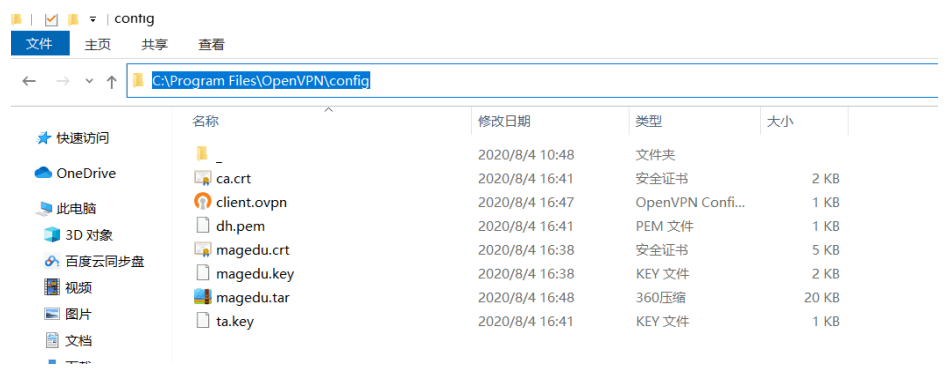 config
文件 主页 共享 查看
C:\Program Files\OpenVPN\config
名称 修改日期 类型 大小
快速访问
OneDrive
此电脑
3D 对象
百度云同步盘
视频
图片
文档
_ 2020/8/4 10:48 文件夹
ca.crt 2020/8/4 16:41 安全证书 2 KB
client.ovpn 2020/8/4 16:47 OpenVPN Confi... 1 KB
dh.pem 2020/8/4 16:41 PEM 文件 1 KB
magedu.crt 2020/8/4 16:38 安全证书 5 KB
magedu.key 2020/8/4 16:38 KEY 文件 2 KB
magedu.tar 2020/8/4 16:48 360压缩 20 KB
ta.key 2020/8/4 16:41 KEY 文件 1 KB